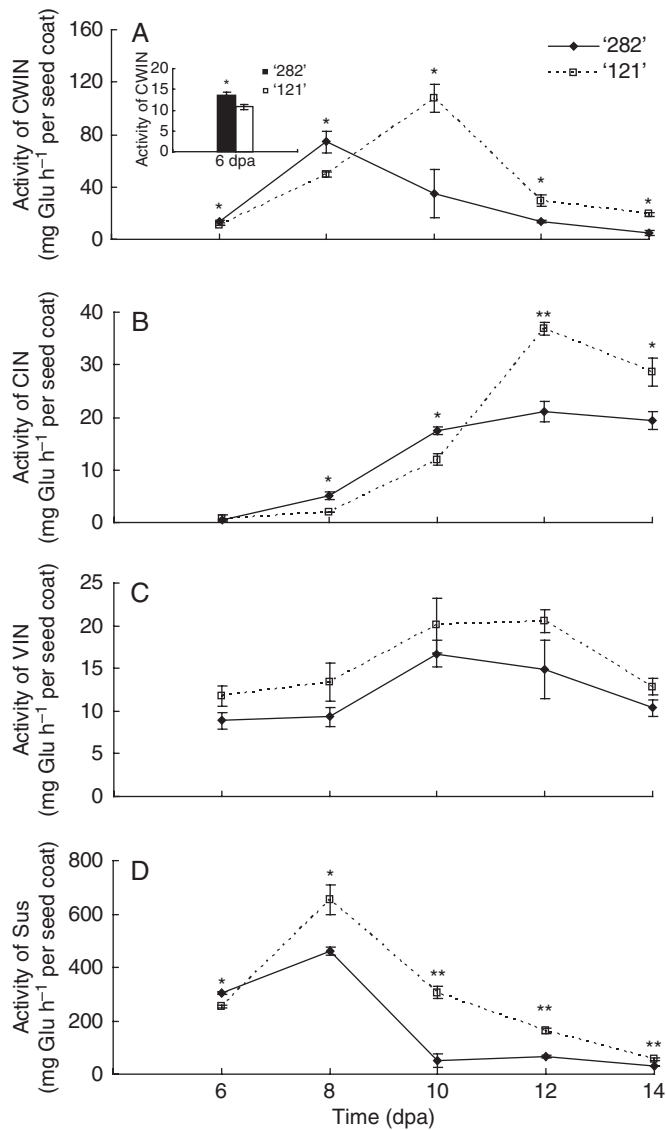 A
Activity of CWIN
(mg Glu h⁻¹ per seed coat)
160
120
80
40
0
Activity of CWIN
20
15
10
5
0
*
6 dpa
'282'
'121'
'282'
'121'
*
*
*
*
*
B
Activity of CIN
(mg Glu h⁻¹ per seed coat)
40
30
20
10
0
*
*
**
*
C
Activity of VIN
(mg Glu h⁻¹ per seed coat)
25
20
15
10
5
0
D
Activity of Sus
(mg Glu h⁻¹ per seed coat)
800
600
400
200
0
*
*
**
**
**
6 8 10 12 14
Time (dpa)